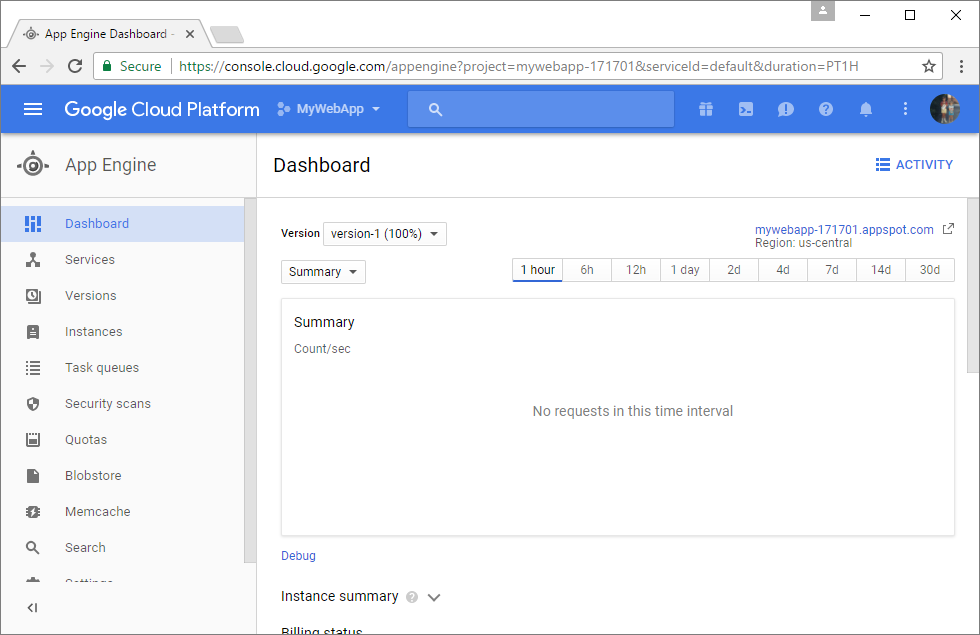 App Engine Dashboard -
Secure https://console.cloud.google.com/appengine?project=mywebapp-171701&serviceId=default&duration=PT1H
Google Cloud Platform MyWebApp
App Engine
Dashboard
ACTIVITY
Dashboard
Services
Versions
Instances
Task queues
Security scans
Quotas
Blobstore
Memcache
Search
Settings
Version version-1 (100%)
mywebapp-171701.appspot.com
Region: us-central
Summary
1 hour 6h 12h 1 day 2d 4d 7d 14d 30d
Summary
Count/sec
No requests in this time interval
Debug
Instance summary
Billing status